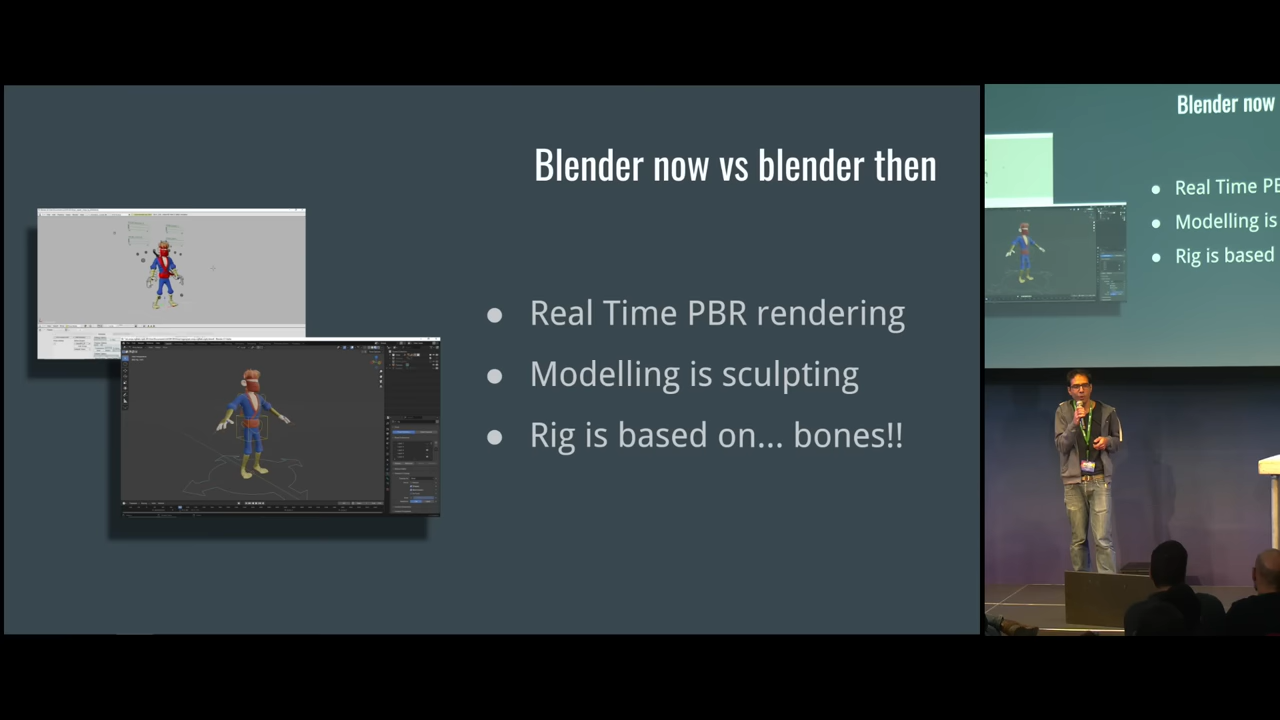 Blender now vs blender then
● Real Time PBR rendering
● Modelling is sculpting
● Rig is based on... bones!!
Blender now
● Real Time PB
● Modelling is
● Rig is based